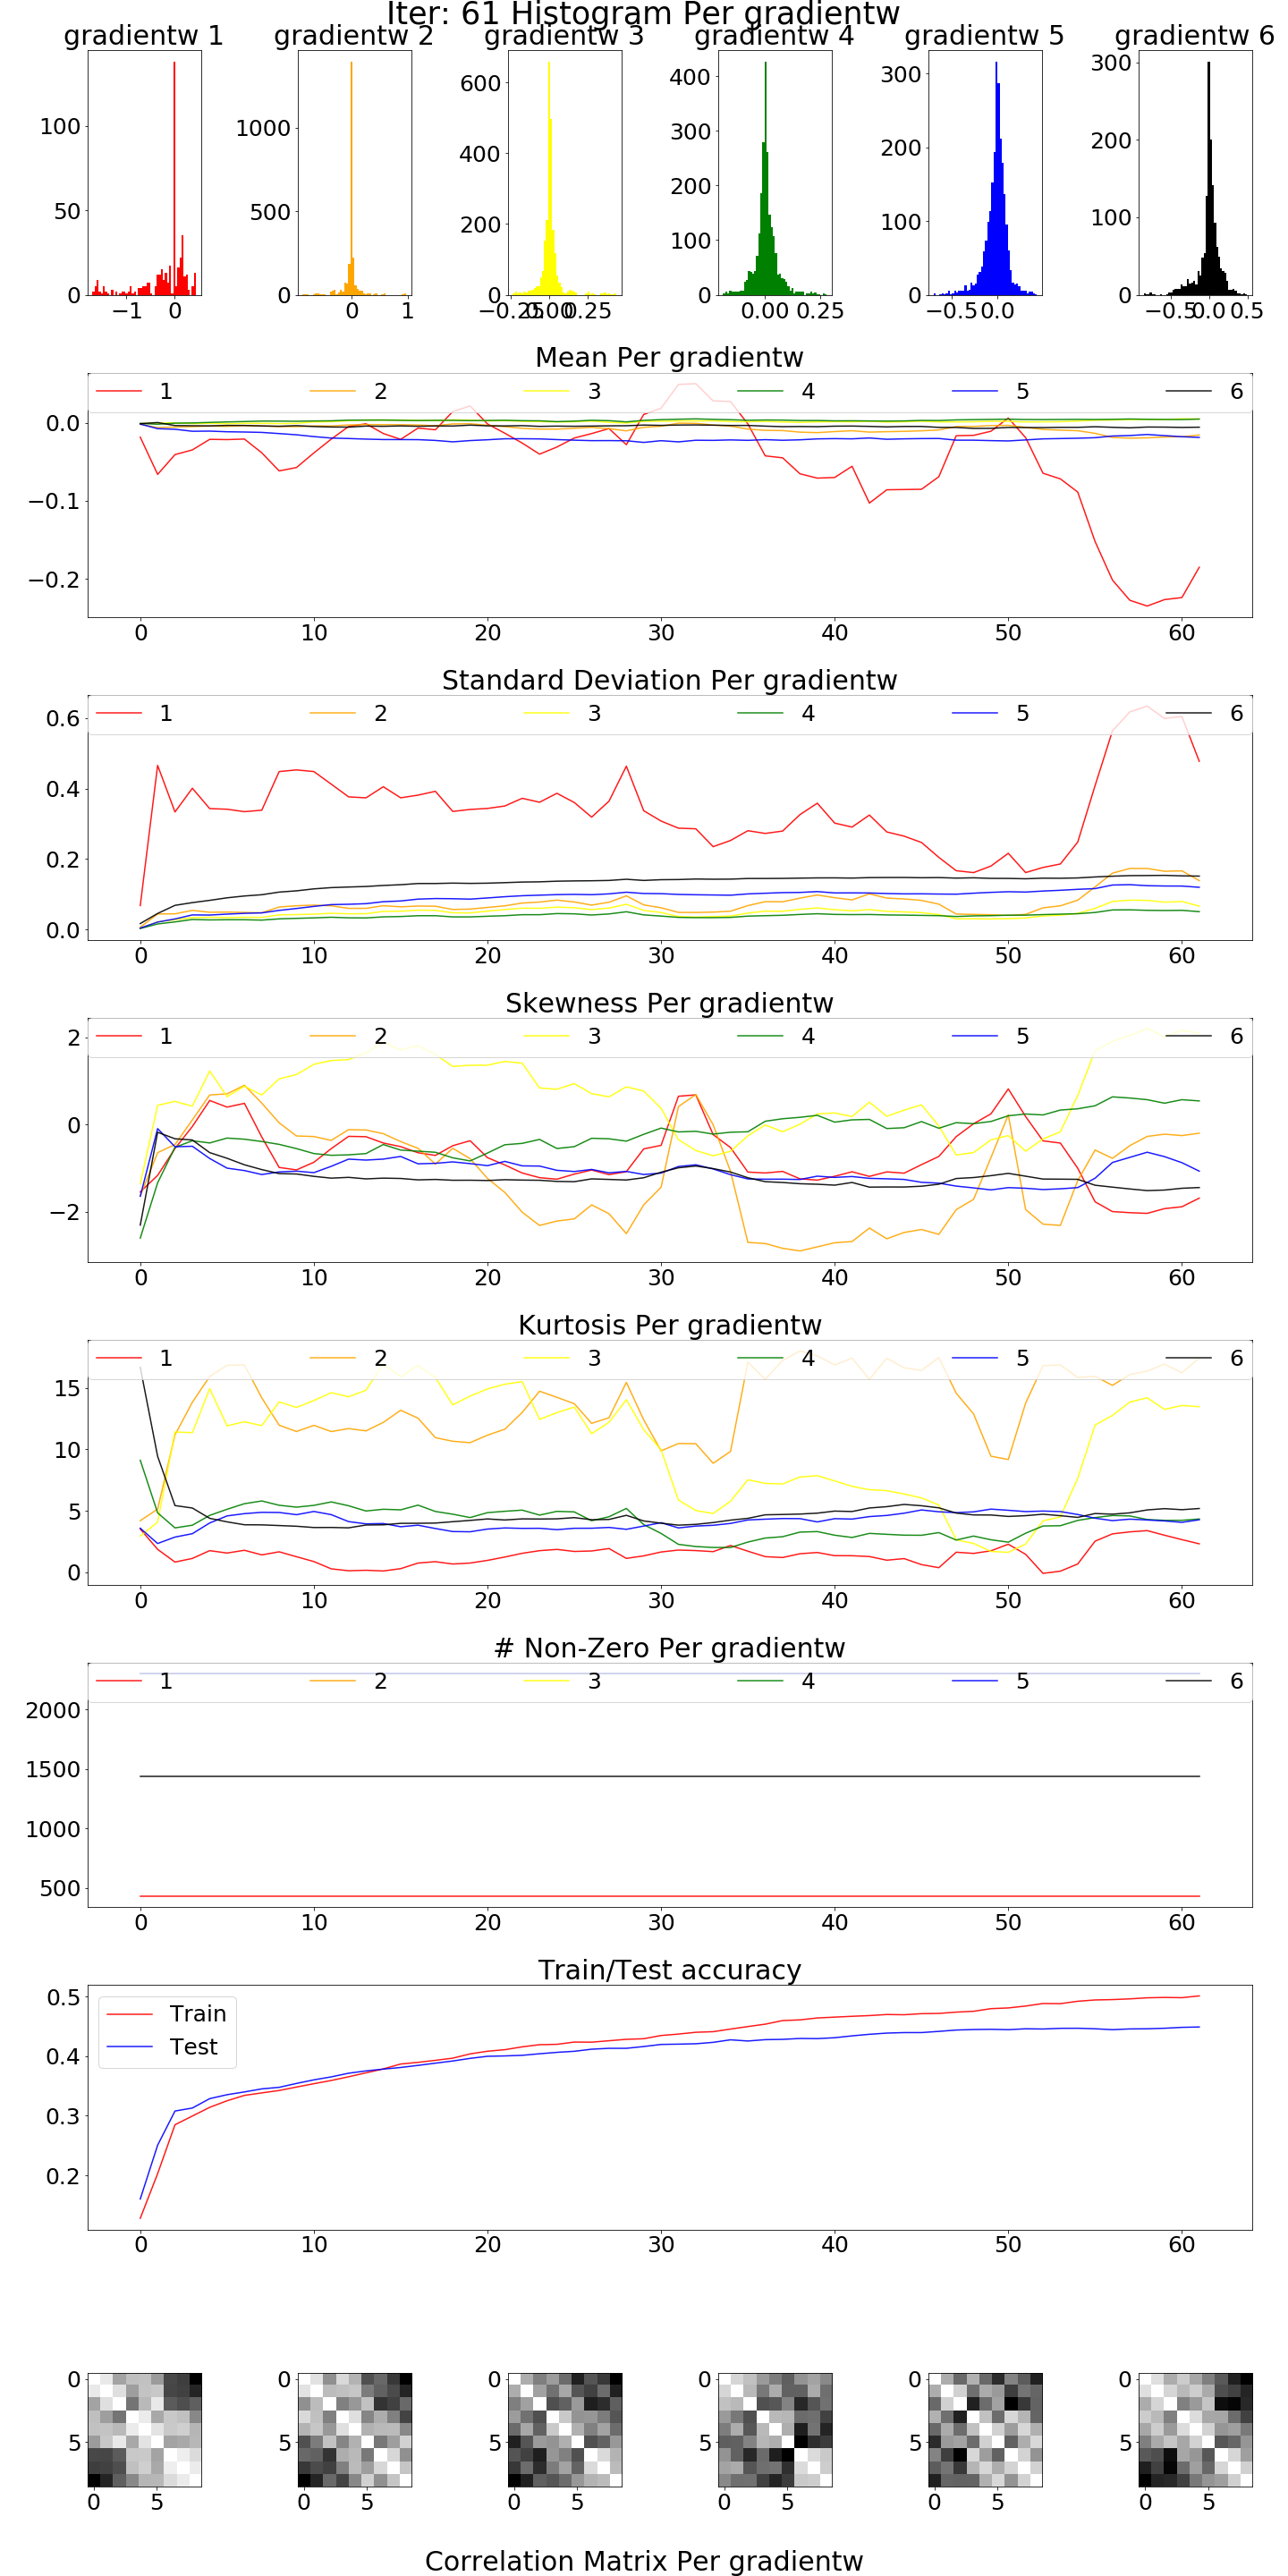 Iter: 61 Histogram Per gradientw
gradientw 1 gradientw 2 gradientw 3 gradientw 4 gradientw 5 gradientw 6
100
50
0
−1 0
1000
500
0
0 1
600
400
200
0
−0.25 0.00 0.25
400
300
200
100
0
0.00 0.25
300
200
100
0
−0.5 0.0
300
200
100
0
−0.5 0.0 0.5
Mean Per gradientw
1 2 3 4 5 6
0.0
−0.1
−0.2
0 10 20 30 40 50 60
Standard Deviation Per gradientw
1 2 3 4 5 6
0.6
0.4
0.2
0.0
0 10 20 30 40 50 60
Skewness Per gradientw
1 2 3 4 5 6
2
0
−2
0 10 20 30 40 50 60
Kurtosis Per gradientw
1 2 3 4 5 6
15
10
5
0
0 10 20 30 40 50 60
# Non-Zero Per gradientw
1 2 3 4 5 6
2000
1500
1000
500
0 10 20 30 40 50 60
Train/Test accuracy
Train
Test
0.5
0.4
0.3
0.2
0 10 20 30 40 50 60
0
5
0 5
0
5
0 5
0
5
0 5
0
5
0 5
0
5
0 5
0
5
0 5
Correlation Matrix Per gradientw